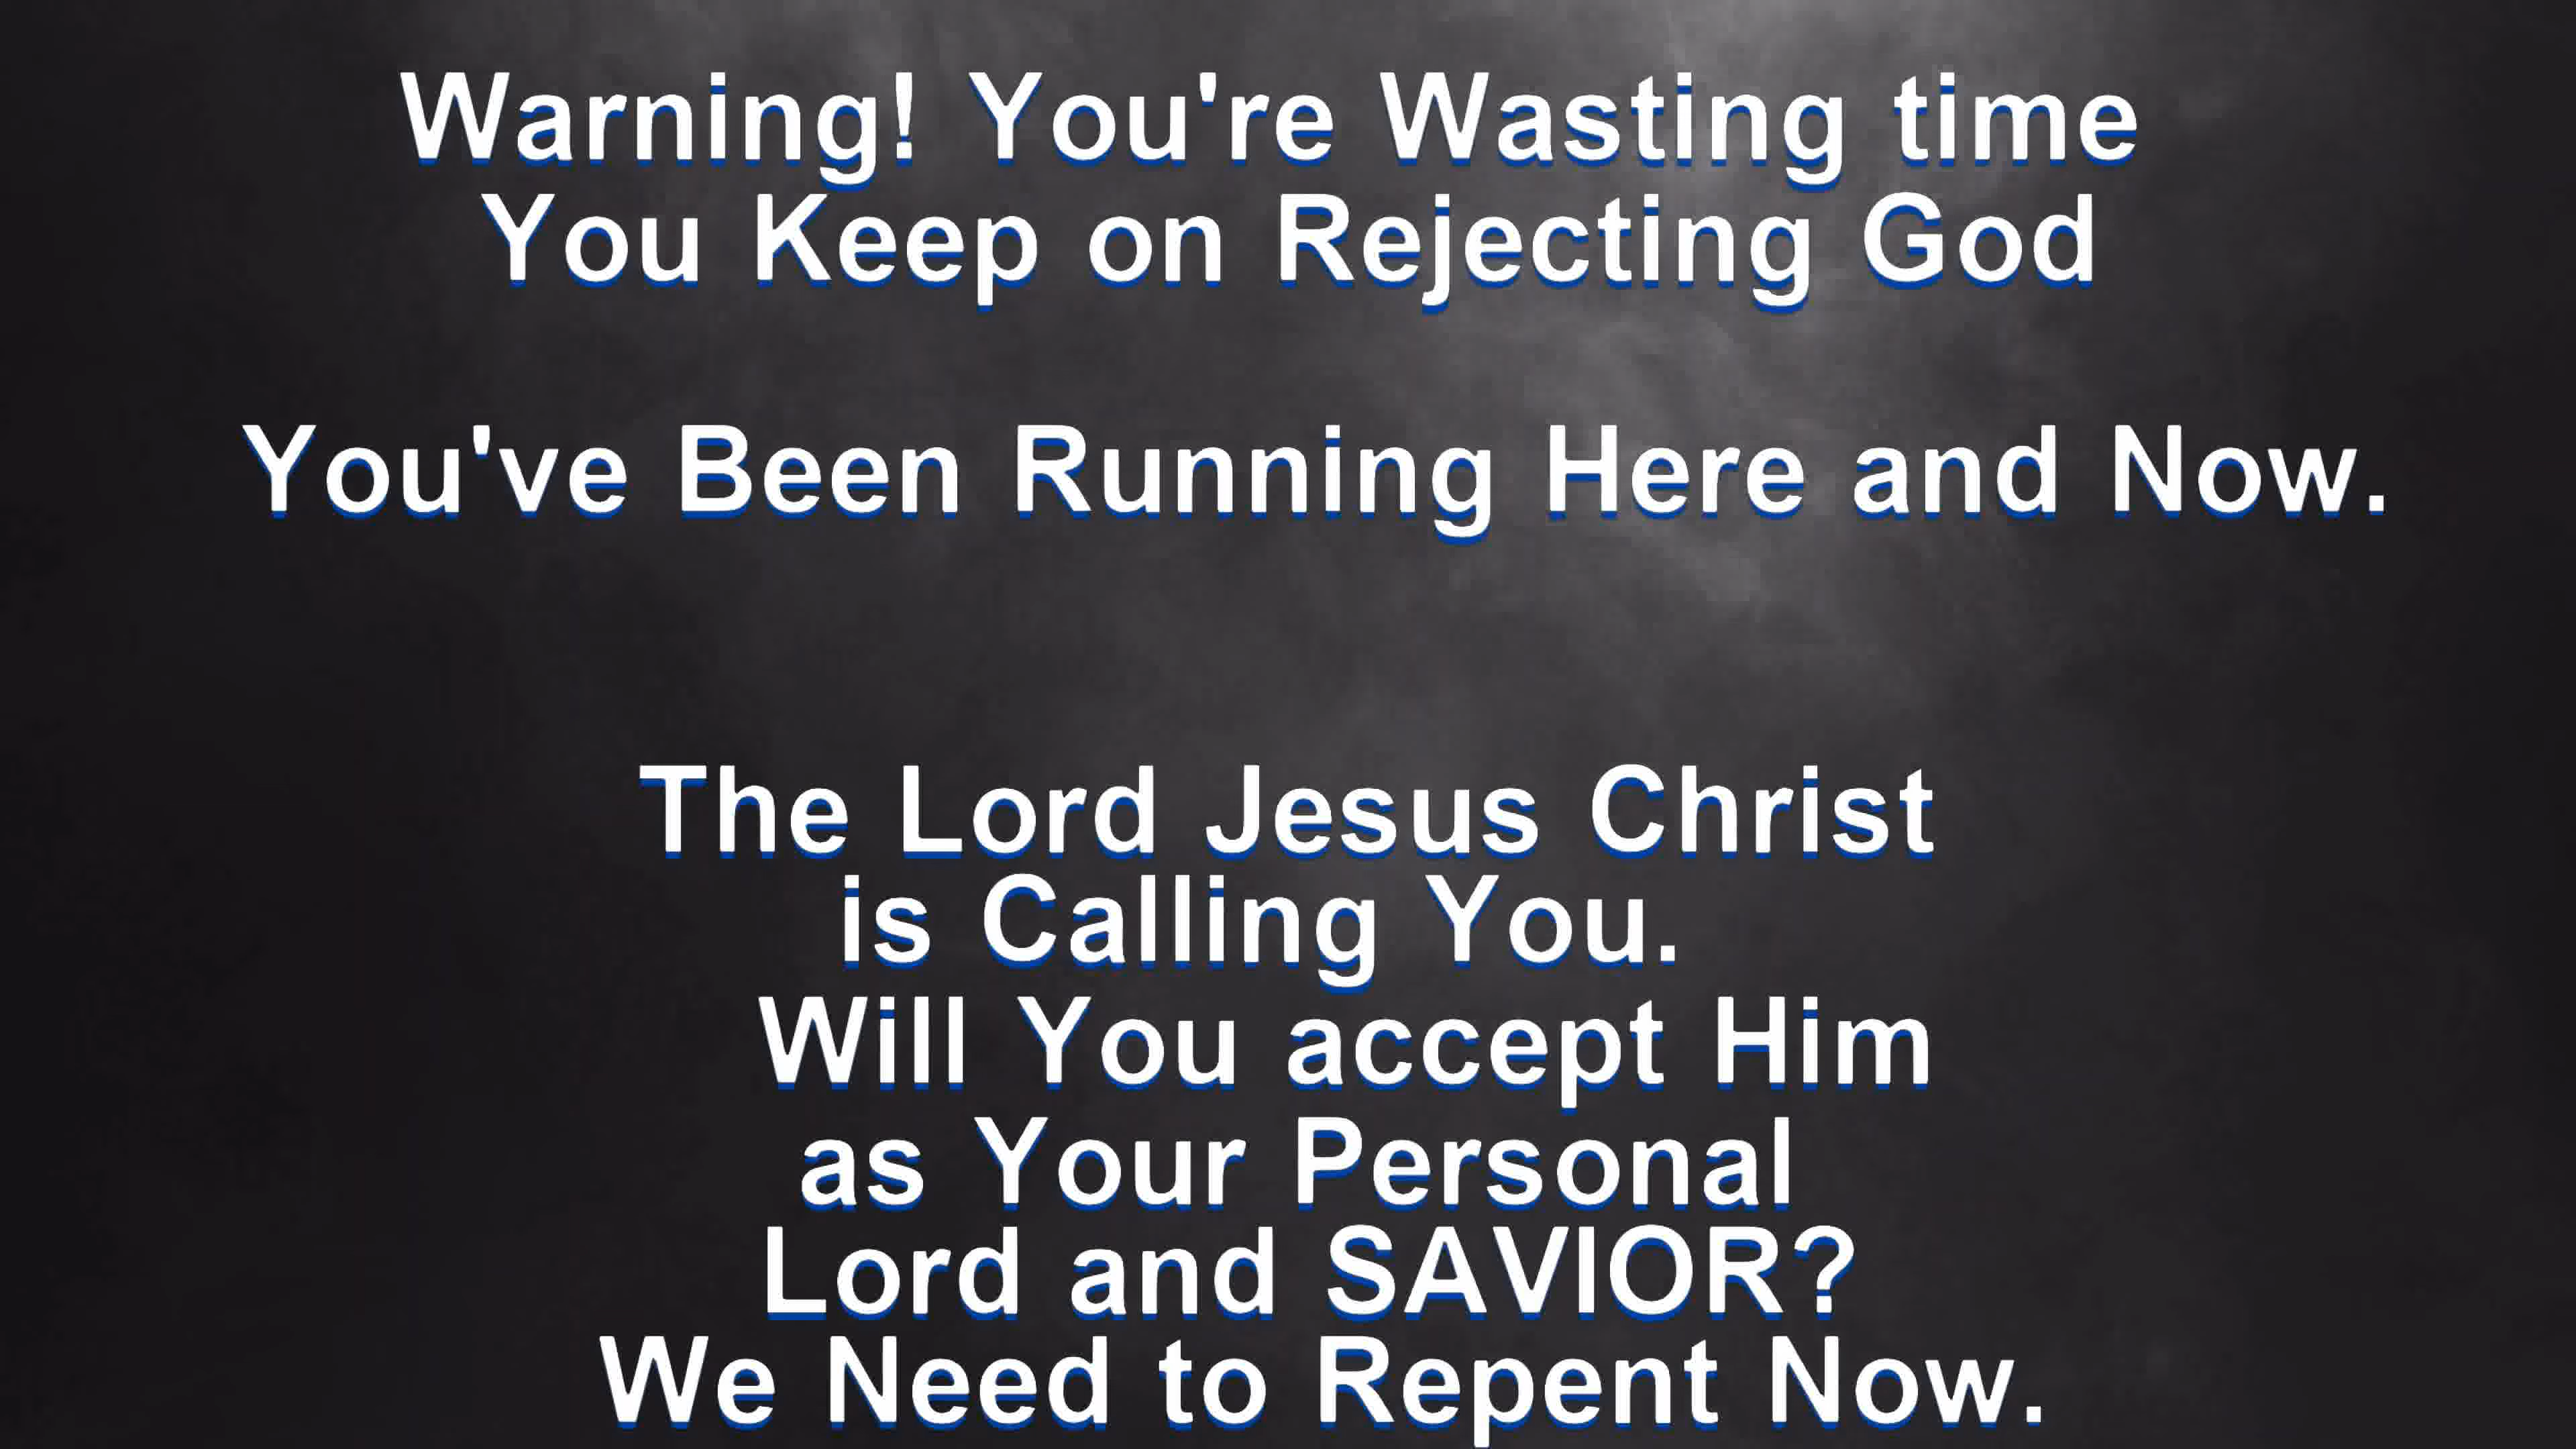 Warning! You're Wasting time
You Keep on Rejecting God
You've Been Running Here and Now.
The Lord Jesus Christ
is Calling You.
Will You accept Him
as Your Personal
Lord and SAVIOR?
We Need to Repent Now.